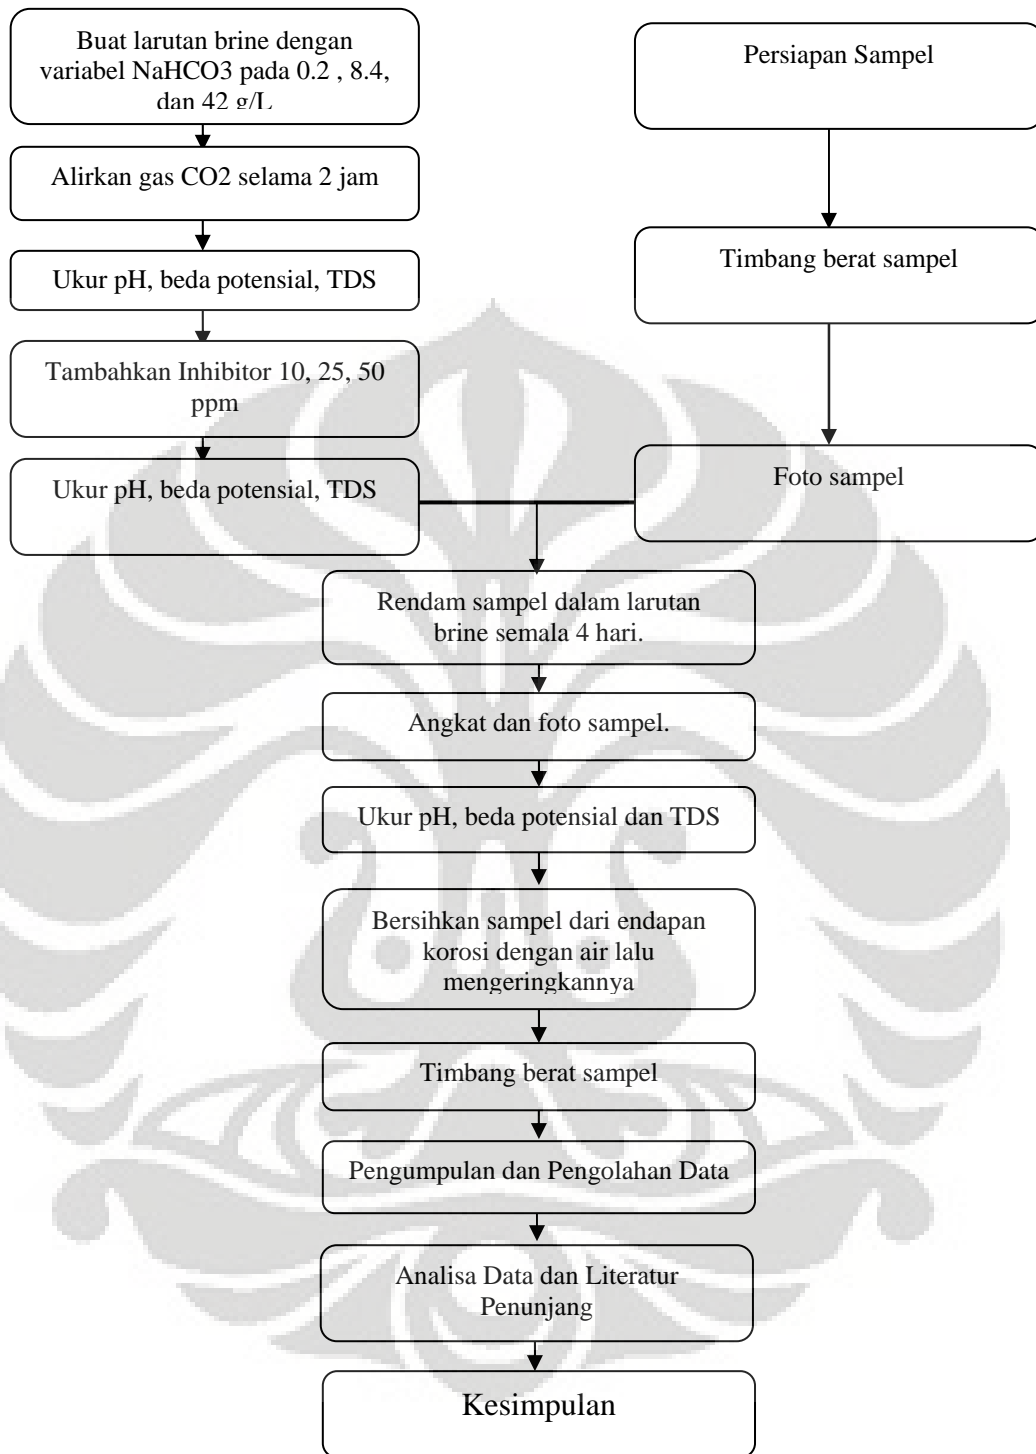 Buat larutan brine dengan
variabel NaHCO3 pada 0.2 , 8.4,
dan 42 g/L
Persiapan Sampel
Alirkan gas CO2 selama 2 jam
Timbang berat sampel
Ukur pH, beda potensial, TDS
Tambahkan Inhibitor 10, 25, 50
ppm
Ukur pH, beda potensial, TDS
Foto sampel
Rendam sampel dalam larutan
brine semala 4 hari.
Angkat dan foto sampel.
Ukur pH, beda potensial dan TDS
Bersihkan sampel dari endapan
korosi dengan air lalu
mengeringkannya
Timbang berat sampel
Pengumpulan dan Pengolahan Data
Analisa Data dan Literatur
Penunjang
Kesimpulan